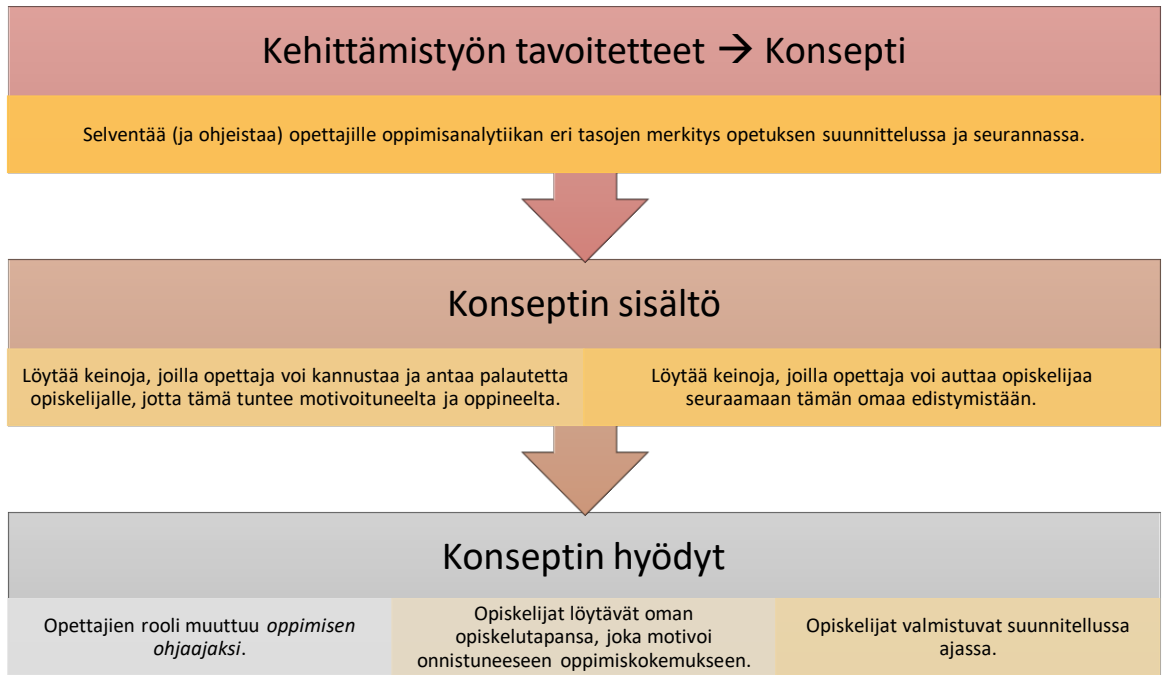 Kehittämistyön tavoitetteet → Konsepti
Selventää (ja ohjeistaa) opettajille oppimisanalytiikan eri tasojen merkitys opetuksen suunnittelussa ja seurannassa.
Konseptin sisältö
Löytää keinoja, joilla opettaja voi kannustaa ja antaa palautetta
opiskelijalle, jotta tämä tuntee motivoituneelta ja oppineelta.
Löytää keinoja, joilla opettaja voi auttaa opiskelijaa
seuraamaan tämän omaa edistymistään.
Konseptin hyödyt
Opettajien rooli muuttuu oppimisen
ohjaajaksi.
Opiskelijat löytävät oman
opiskelutapansa, joka motivoi
onnistuneeseen oppimiskokemukseen.
Opiskelijat valmistuvat suunnitellussa
ajassa.